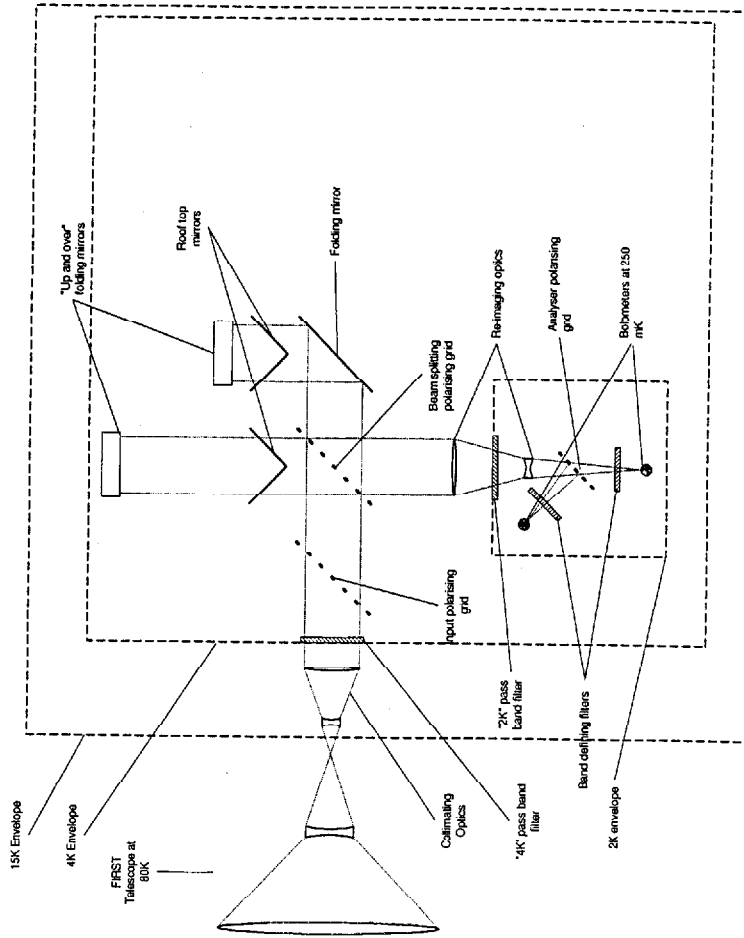 "Up and over"
folding mirrors
Roof top
mirrors
Folding mirror
Beam splitting
polarising grid
Re-imaging optics
Analyser polarising
grid
Bolometers at 250
mK
Input polarising
grid
"2K" pass
band filter
Band defining filters
2K envelope
15K Envelope
4K Envelope
FIRST
Telescope at
80K
Collimating
Optics
"4K" pass band
filter